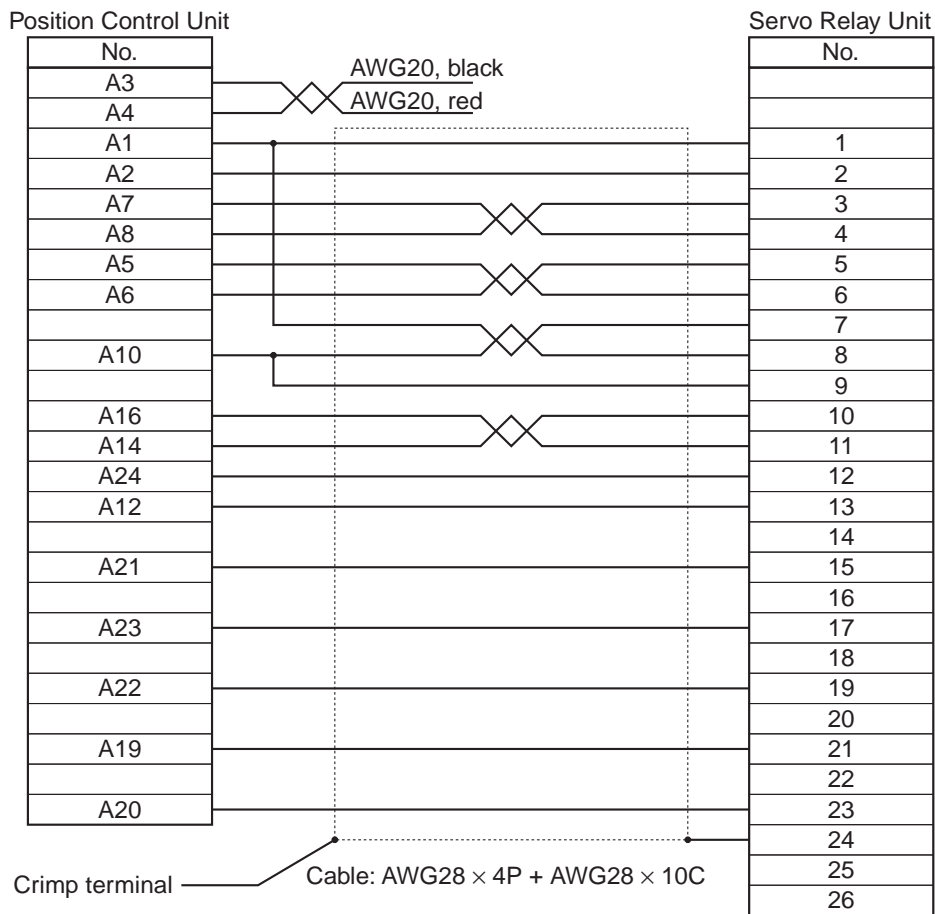 Position Control Unit Servo Relay Unit
No. No.
AWG20, black
A3
AWG20, red
A4
A1 1
A2 2
A7 3
A8 4
A5 5
A6 6
7
A10 8
9
A16 10
A14 11
A24 12
A12 13
14
A21 15
16
A23 17
18
A22 19
20
A19 21
22
A20 23
24
Crimp terminal Cable: AWG28 × 4P + AWG28 × 10C 25
26